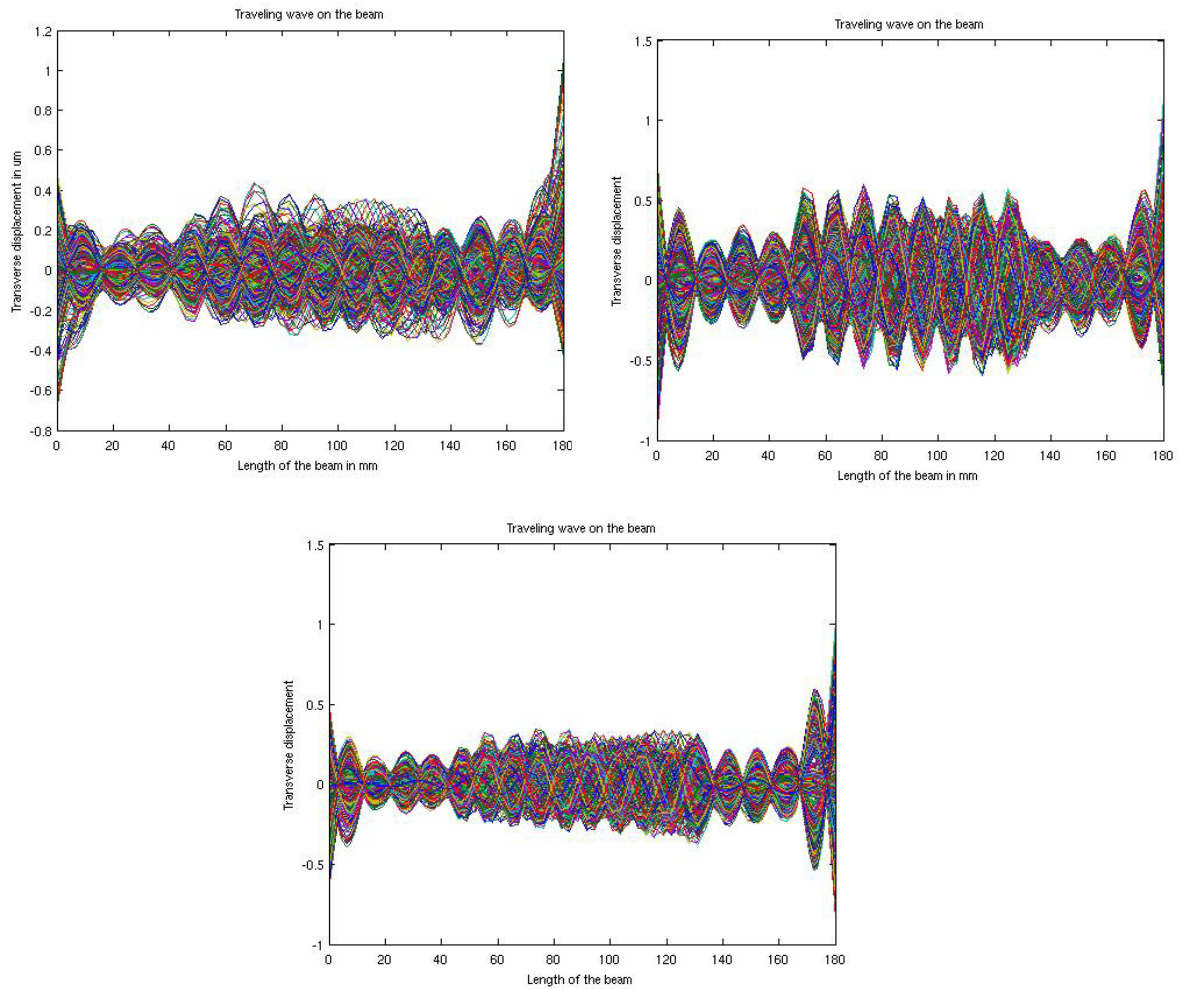 Traveling wave on the beam
1.2
1
0.8
0.6
0.4
0.2
0
-0.2
-0.4
-0.6
-0.8
Transverse displacement in um
0 20 40 60 80 100 120 140 160 180
Length of the beam in mm
Traveling wave on the beam
1.5
1
0.5
0
-0.5
-1
Transverse displacement
0 20 40 60 80 100 120 140 160 180
Length of the beam in mm
Traveling wave on the beam
1.5
1
0.5
0
-0.5
-1
Transverse displacement
0 20 40 60 80 100 120 140 160 180
Length of the beam